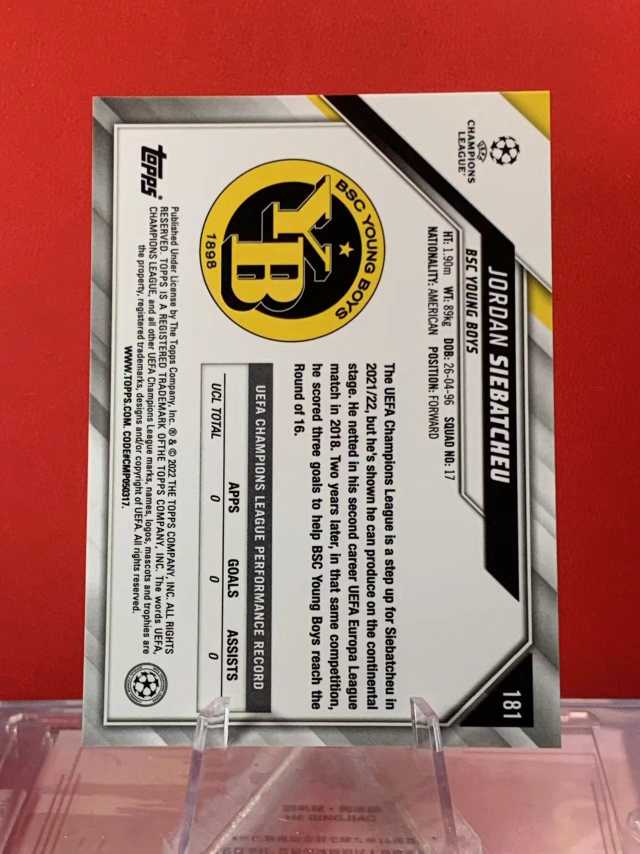 CHAMPIONS
LEAGUE
JORDAN SIEBATCHEU
181
BSC YOUNG BOYS
HT: 1.90m WT: 89kg DOB: 26-04-96 SQUAD NO: 17
NATIONALITY: AMERICAN POSITION: FORWARD
BSC YOUNG BOYS
YB
1898
The UEFA Champions League is a step up for Siebatcheu in
2021/22, but he's shown he can produce on the continental
stage. He netted in his second career UEFA Europa League
match in 2018. Two years later, in that same competition,
he scored three goals to help BSC Young Boys reach the
Round of 16.
UEFA CHAMPIONS LEAGUE PERFORMANCE RECORD
APPS GOALS ASSISTS
UCL TOTAL 0 0 0
topps
Published Under License by The Topps Company, Inc. ® & © 2022 THE TOPPS COMPANY, INC. ALL RIGHTS
RESERVED. TOPPS IS A REGISTERED TRADEMARK OFTHE TOPPS COMPANY, INC. The words UEFA,
CHAMPIONS LEAGUE, and all other UEFA Champions League marks, names, logos, mascots and trophies are
the property, registered trademarks, designs and/or copyright of UEFA. All rights reserved.
WWW.TOPPS.COM. CODE#CMP050317.